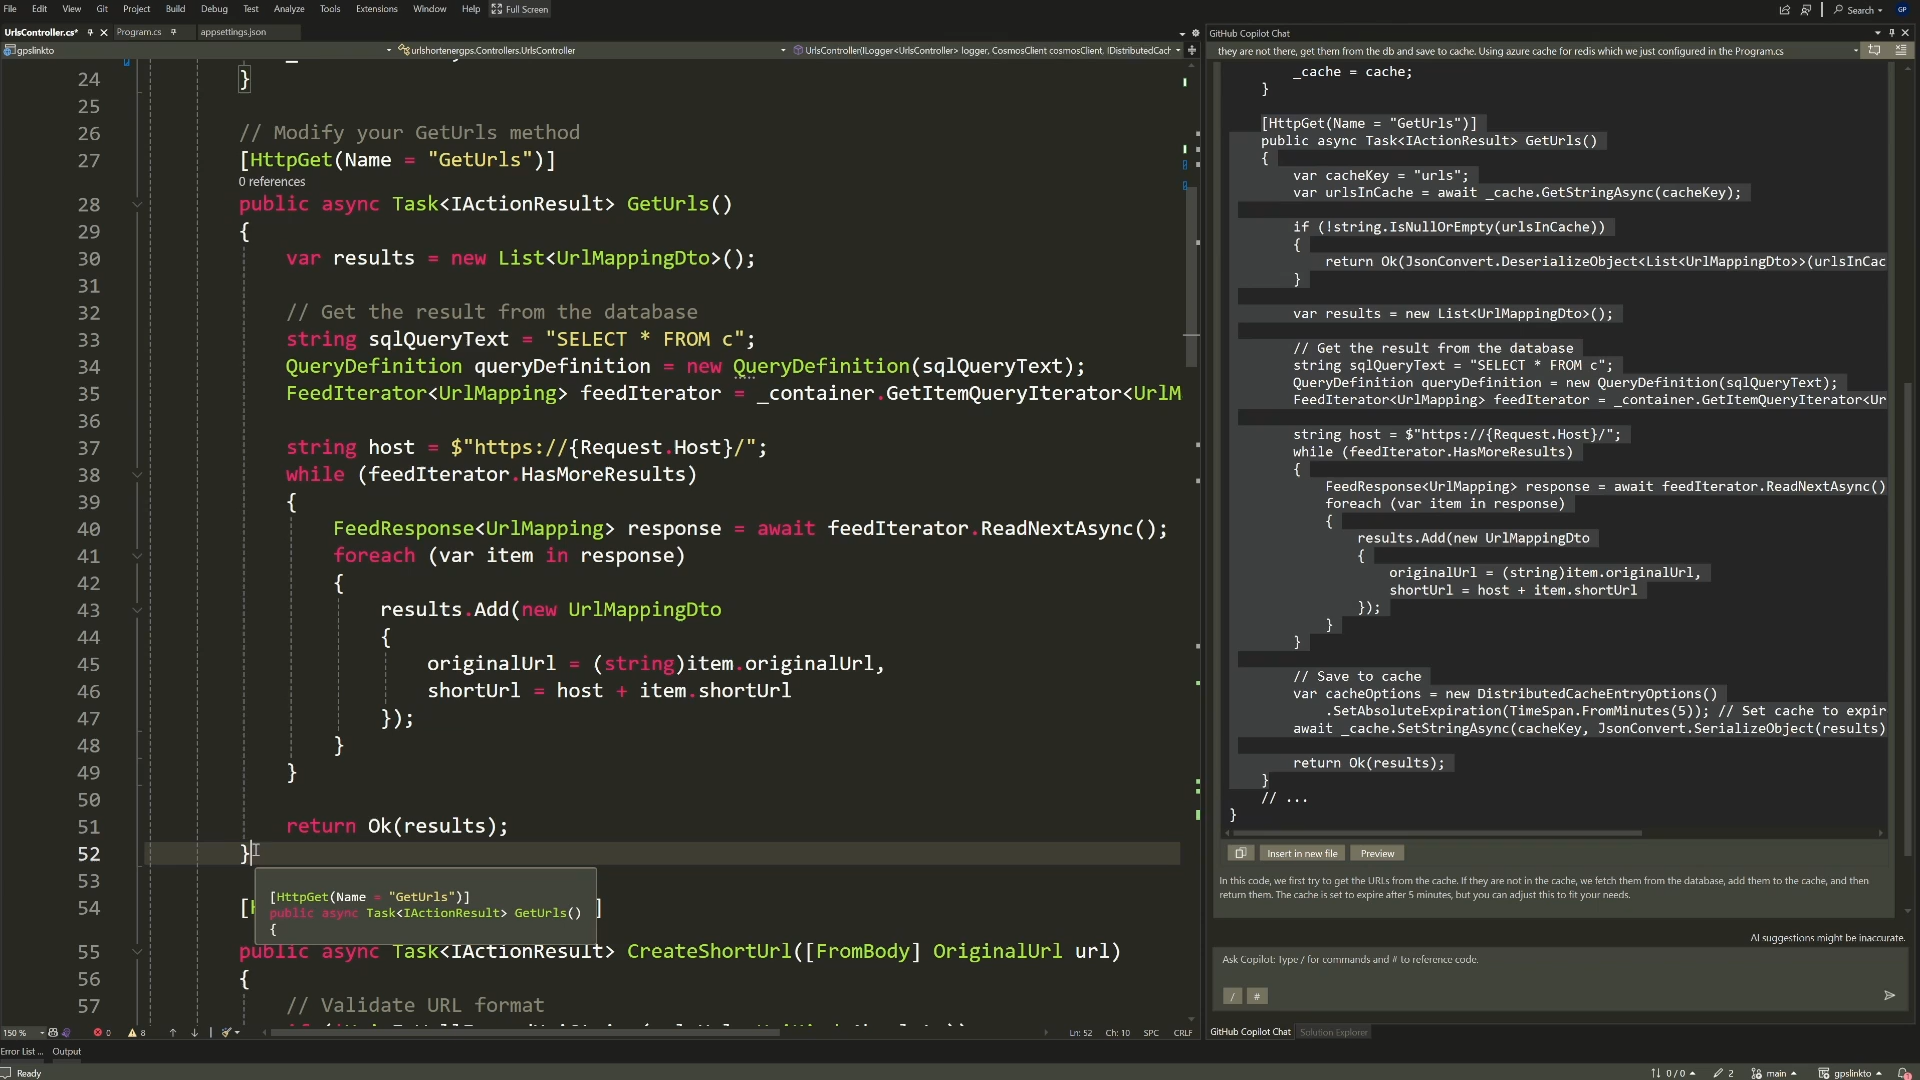 File Edit View Git Project Build Debug Test Analyze Tools Extensions Window Help Full Screen Search GP
UrlsController.cs* Program.cs appsettings.json
gpslinkto urlshortenergps.Controllers.UrlsController UrlsController(ILogger<UrlsController> logger, CosmosClient cosmosClient, IDistributedCach
24 }
25
26 // Modify your GetUrls method
27 [HttpGet(Name = "GetUrls")]
0 references
28 public async Task<IActionResult> GetUrls()
29 {
30 var results = new List<UrlMappingDto>();
31
32 // Get the result from the database
33 string sqlQueryText = "SELECT * FROM c";
34 QueryDefinition queryDefinition = new QueryDefinition(sqlQueryText);
35 FeedIterator<UrlMapping> feedIterator = _container.GetItemQueryIterator<UrlM
36
37 string host = $"https://{Request.Host}/";
38 while (feedIterator.HasMoreResults)
39 {
40 FeedResponse<UrlMapping> response = await feedIterator.ReadNextAsync();
41 foreach (var item in response)
42 {
43 results.Add(new UrlMappingDto
44 {
45 originalUrl = (string)item.originalUrl,
46 shortUrl = host + item.shortUrl
47 });
48 }
49 }
50
51 return Ok(results);
52 }
53
[HttpGet(Name = "GetUrls")]
public async Task<IActionResult> GetUrls()
{
54 [ ]
55 public async Task<IActionResult> CreateShortUrl([FromBody] OriginalUrl url)
56 {
57 // Validate URL format
150 % 0 8 Ln: 52 Ch: 10 SPC CRLF
Error List ... Output
Ready
GitHub Copilot Chat
they are not there, get them from the db and save to cache. Using azure cache for redis which we just configured in the Program.cs
_cache = cache;
}
[HttpGet(Name = "GetUrls")]
public async Task<IActionResult> GetUrls()
{
var cacheKey = "urls";
var urlsInCache = await _cache.GetStringAsync(cacheKey);
if (!string.IsNullOrEmpty(urlsInCache))
{
return Ok(JsonConvert.DeserializeObject<List<UrlMappingDto>>(urlsInCac
}
var results = new List<UrlMappingDto>();
// Get the result from the database
string sqlQueryText = "SELECT * FROM c";
QueryDefinition queryDefinition = new QueryDefinition(sqlQueryText);
FeedIterator<UrlMapping> feedIterator = _container.GetItemQueryIterator<Ur
string host = $"https://{Request.Host}/";
while (feedIterator.HasMoreResults)
{
FeedResponse<UrlMapping> response = await feedIterator.ReadNextAsync()
foreach (var item in response)
{
results.Add(new UrlMappingDto
{
originalUrl = (string)item.originalUrl,
shortUrl = host + item.shortUrl
});
}
}
// Save to cache
var cacheOptions = new DistributedCacheEntryOptions()
.SetAbsoluteExpiration(TimeSpan.FromMinutes(5)); // Set cache to expir
await _cache.SetStringAsync(cacheKey, JsonConvert.SerializeObject(results)
return Ok(results);
}
// ...
}
Insert in new file Preview
In this code, we first try to get the URLs from the cache. If they are not in the cache, we fetch them from the database, add them to the cache, and then
return them. The cache is set to expire after 5 minutes, but you can adjust this to fit your needs.
AI suggestions might be inaccurate.
Ask Copilot: Type / for commands and # to reference code.
/ #
GitHub Copilot Chat Solution Explorer
0 / 0 2 main gpslinkto